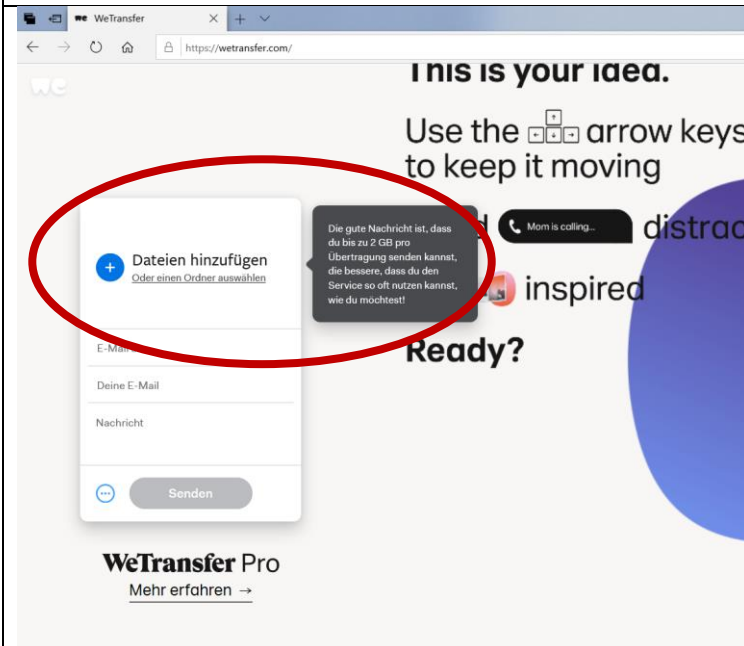 WeTransfer
https://wetransfer.com/
we
This is your idea.
Use the arrow keys
to keep it moving
Mom is calling... distrac
inspired
Ready?
Dateien hinzufügen
Oder einen Ordner auswählen
Die gute Nachricht ist, dass
du bis zu 2 GB pro
Übertragung senden kannst,
die bessere, dass du den
Service so oft nutzen kannst,
wie du möchtest!
E-Mail
Deine E-Mail
Nachricht
Senden
WeTransfer Pro
Mehr erfahren →